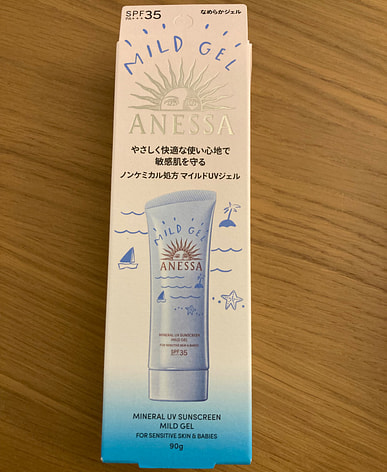 SPF35
PA+++
なめらかジェル
MILD GEL
ANESSA
やさしく快適な使い心地で
敏感肌を守る
ノンケミカル処方 マイルドUVジェル
MILD GEL
ANESSA
MINERAL UV SUNSCREEN
MILD GEL
FOR SENSITIVE SKIN & BABIES
SPF35
MINERAL UV SUNSCREEN
MILD GEL
FOR SENSITIVE SKIN & BABIES
90g